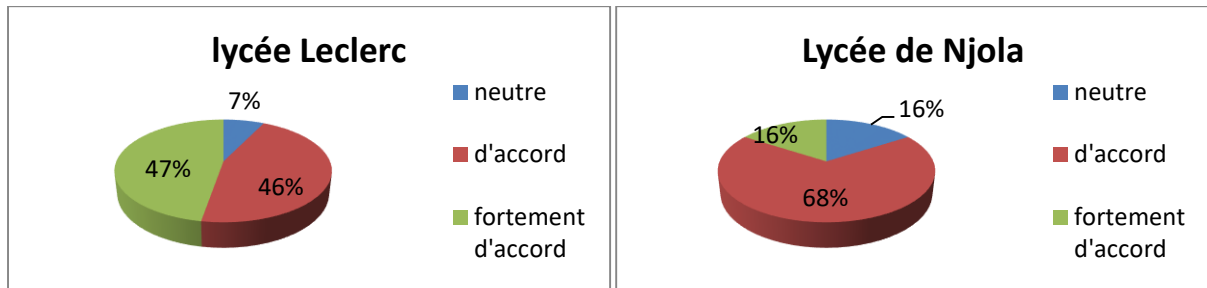 lycée Leclerc
7%
46%
47%
neutre
d'accord
fortement
d'accord
Lycée de Njola
16%
16%
68%
neutre
d'accord
fortement
d'accord